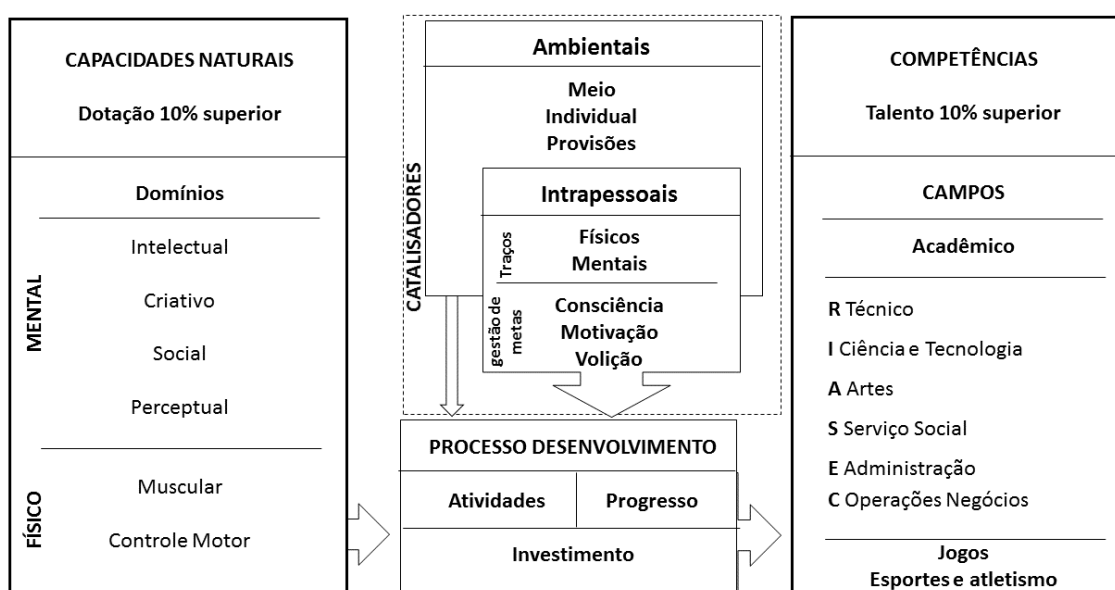 CAPACIDADES NATURAIS
Dotação 10% superior
Domínios
MENTAL
Intelectual
Criativo
Social
Perceptual
FÍSICO
Muscular
Controle Motor
CATALISADORES
Ambientais
Meio
Individual
Provisões
Intrapessoais
Traços
Físicos
Mentais
gestão de
metas
Consciência
Motivação
Volição
PROCESSO DESENVOLVIMENTO
Atividades
Progresso
Investimento
COMPETÊNCIAS
Talento 10% superior
CAMPOS
Acadêmico
R Técnico
I Ciência e Tecnologia
A Artes
S Serviço Social
E Administração
C Operações Negócios
Jogos
Esportes e atletismo